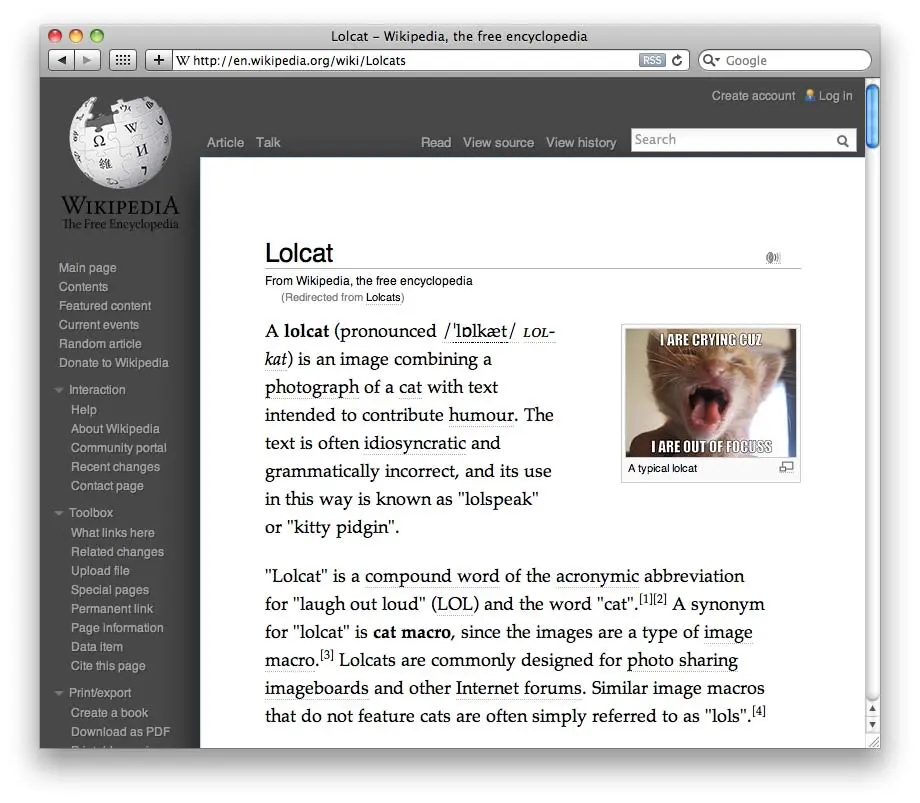 Lolcat – Wikipedia, the free encyclopedia
W http://en.wikipedia.org/wiki/Lolcats
RSS
Google
Create account
Log in
Article
Talk
Read
View source
View history
Search
Ω
W
И
維
WIKIPEDIA
The Free Encyclopedia
Main page
Contents
Featured content
Current events
Random article
Donate to Wikipedia
Interaction
Help
About Wikipedia
Community portal
Recent changes
Contact page
Toolbox
What links here
Related changes
Upload file
Special pages
Permanent link
Page information
Data item
Cite this page
Print/export
Create a book
Download as PDF
Lolcat
From Wikipedia, the free encyclopedia
(Redirected from Lolcats)
A lolcat (pronounced /ˈlɒlkæt/ LOL-
kat) is an image combining a
photograph of a cat with text
intended to contribute humour. The
text is often idiosyncratic and
grammatically incorrect, and its use
in this way is known as "lolspeak"
or "kitty pidgin".
I ARE CRYING CUZ
I ARE OUT OF FOCUSS
A typical lolcat
"Lolcat" is a compound word of the acronymic abbreviation
for "laugh out loud" (LOL) and the word "cat".[1][2] A synonym
for "lolcat" is cat macro, since the images are a type of image
macro.[3] Lolcats are commonly designed for photo sharing
imageboards and other Internet forums. Similar image macros
that do not feature cats are often simply referred to as "lols".[4]